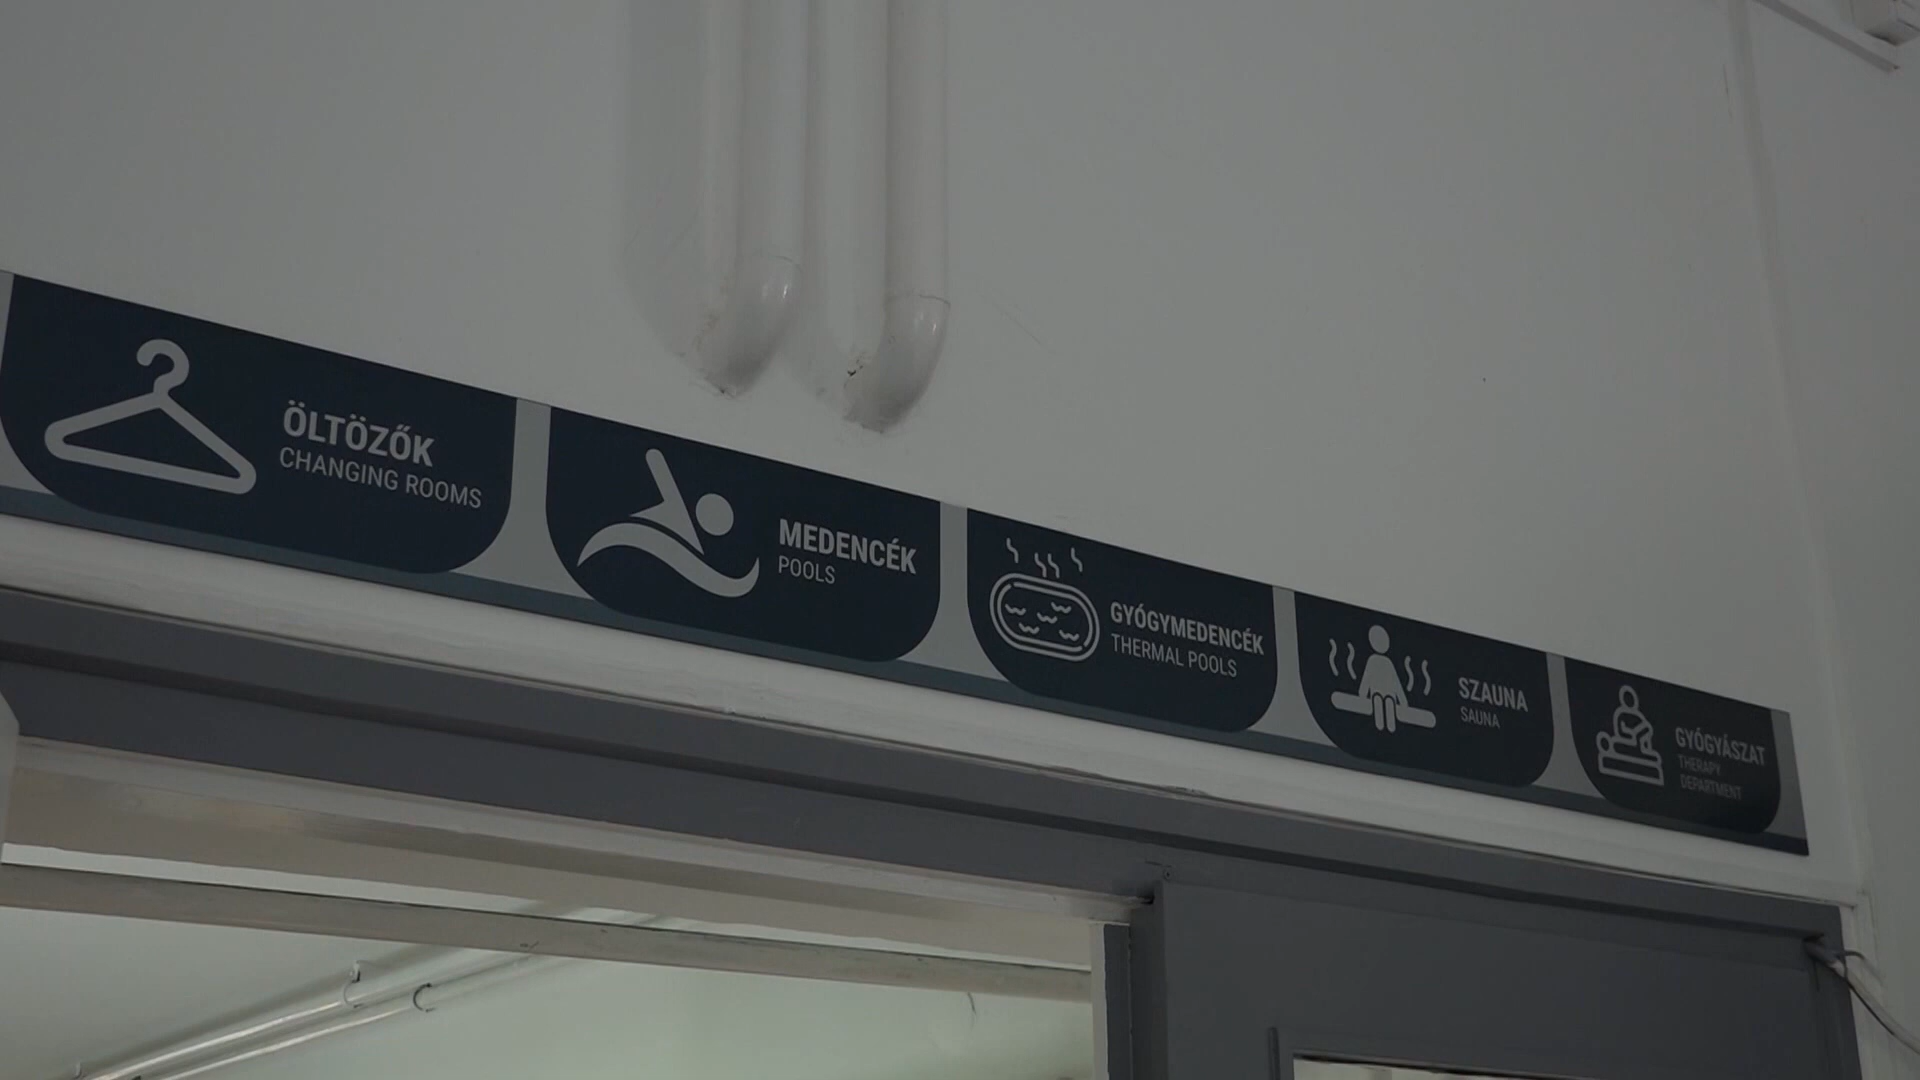 ÖLTÖZŐK
CHANGING ROOMS
MEDENCÉK
POOLS
GYÓGYMEDENCÉK
THERMAL POOLS
SZAUNA
SAUNA
GYÓGYÁSZAT
THERAPY
DEPARTMENT